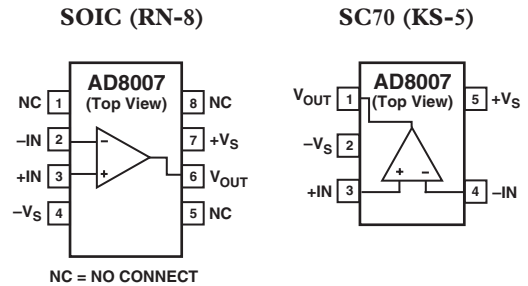 SOIC (RN-8)
AD8007
(Top View)
NC 1
8 NC
–IN 2
7 +VS
+IN 3
6 VOUT
–VS 4
5 NC
– 
+
NC = NO CONNECT
SC70 (KS-5)
AD8007
(Top View)
VOUT 1
5 +VS
–VS 2
+IN 3
4 –IN
+ –